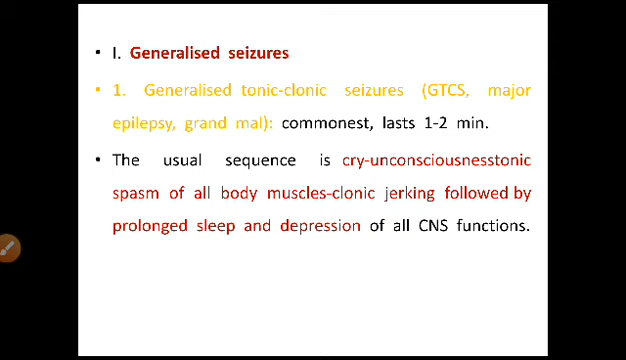 • I. Generalised seizures
• 1. Generalised tonic-clonic seizures (GTCS, major
epilepsy, grand mal): commonest, lasts 1-2 min.
• The usual sequence is cry-unconsciousnesstonic
spasm of all body muscles-clonic jerking followed by
prolonged sleep and depression of all CNS functions.